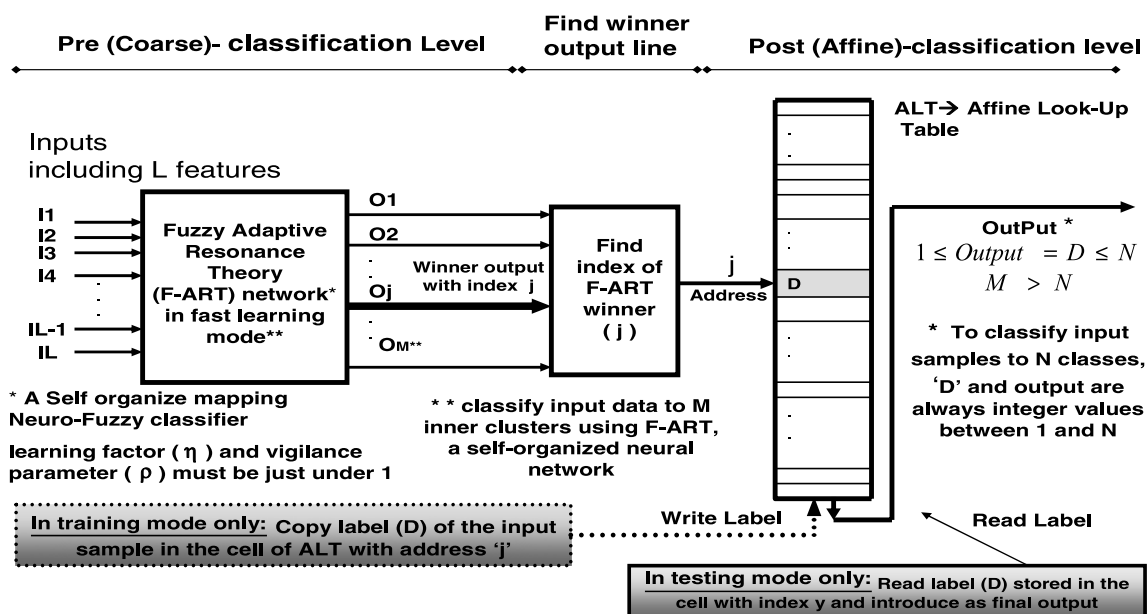 Pre (Coarse)- classification Level
Find winner
output line
Post (Affine)-classification level
ALT→ Affine Look-Up
Table
Inputs
including L features
I1
I2
I3
I4
IL-1
IL
Fuzzy Adaptive
Resonance
Theory
(F-ART) network*
in fast learning
mode**
O1
O2
Winner output
with index j
Oj
OM**
Find
index of
F-ART
winner
( j )
j
Address
D
OutPut *
1 ≤ Output = D ≤ N
M > N
* To classify input
samples to N classes,
'D' and output are
always integer values
between 1 and N
* A Self organize mapping
Neuro-Fuzzy classifier
learning factor ( η ) and vigilance
parameter ( ρ ) must be just under 1
* * classify input data to M
inner clusters using F-ART,
a self-organized neural
network
In training mode only: Copy label (D) of the input
sample in the cell of ALT with address 'j'
Write Label
Read Label
In testing mode only: Read label (D) stored in the
cell with index y and introduce as final output